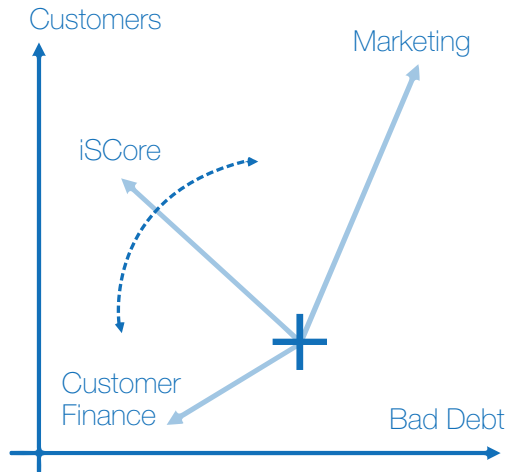 Customers
Marketing
iSCore
Customer
Finance
Bad Debt